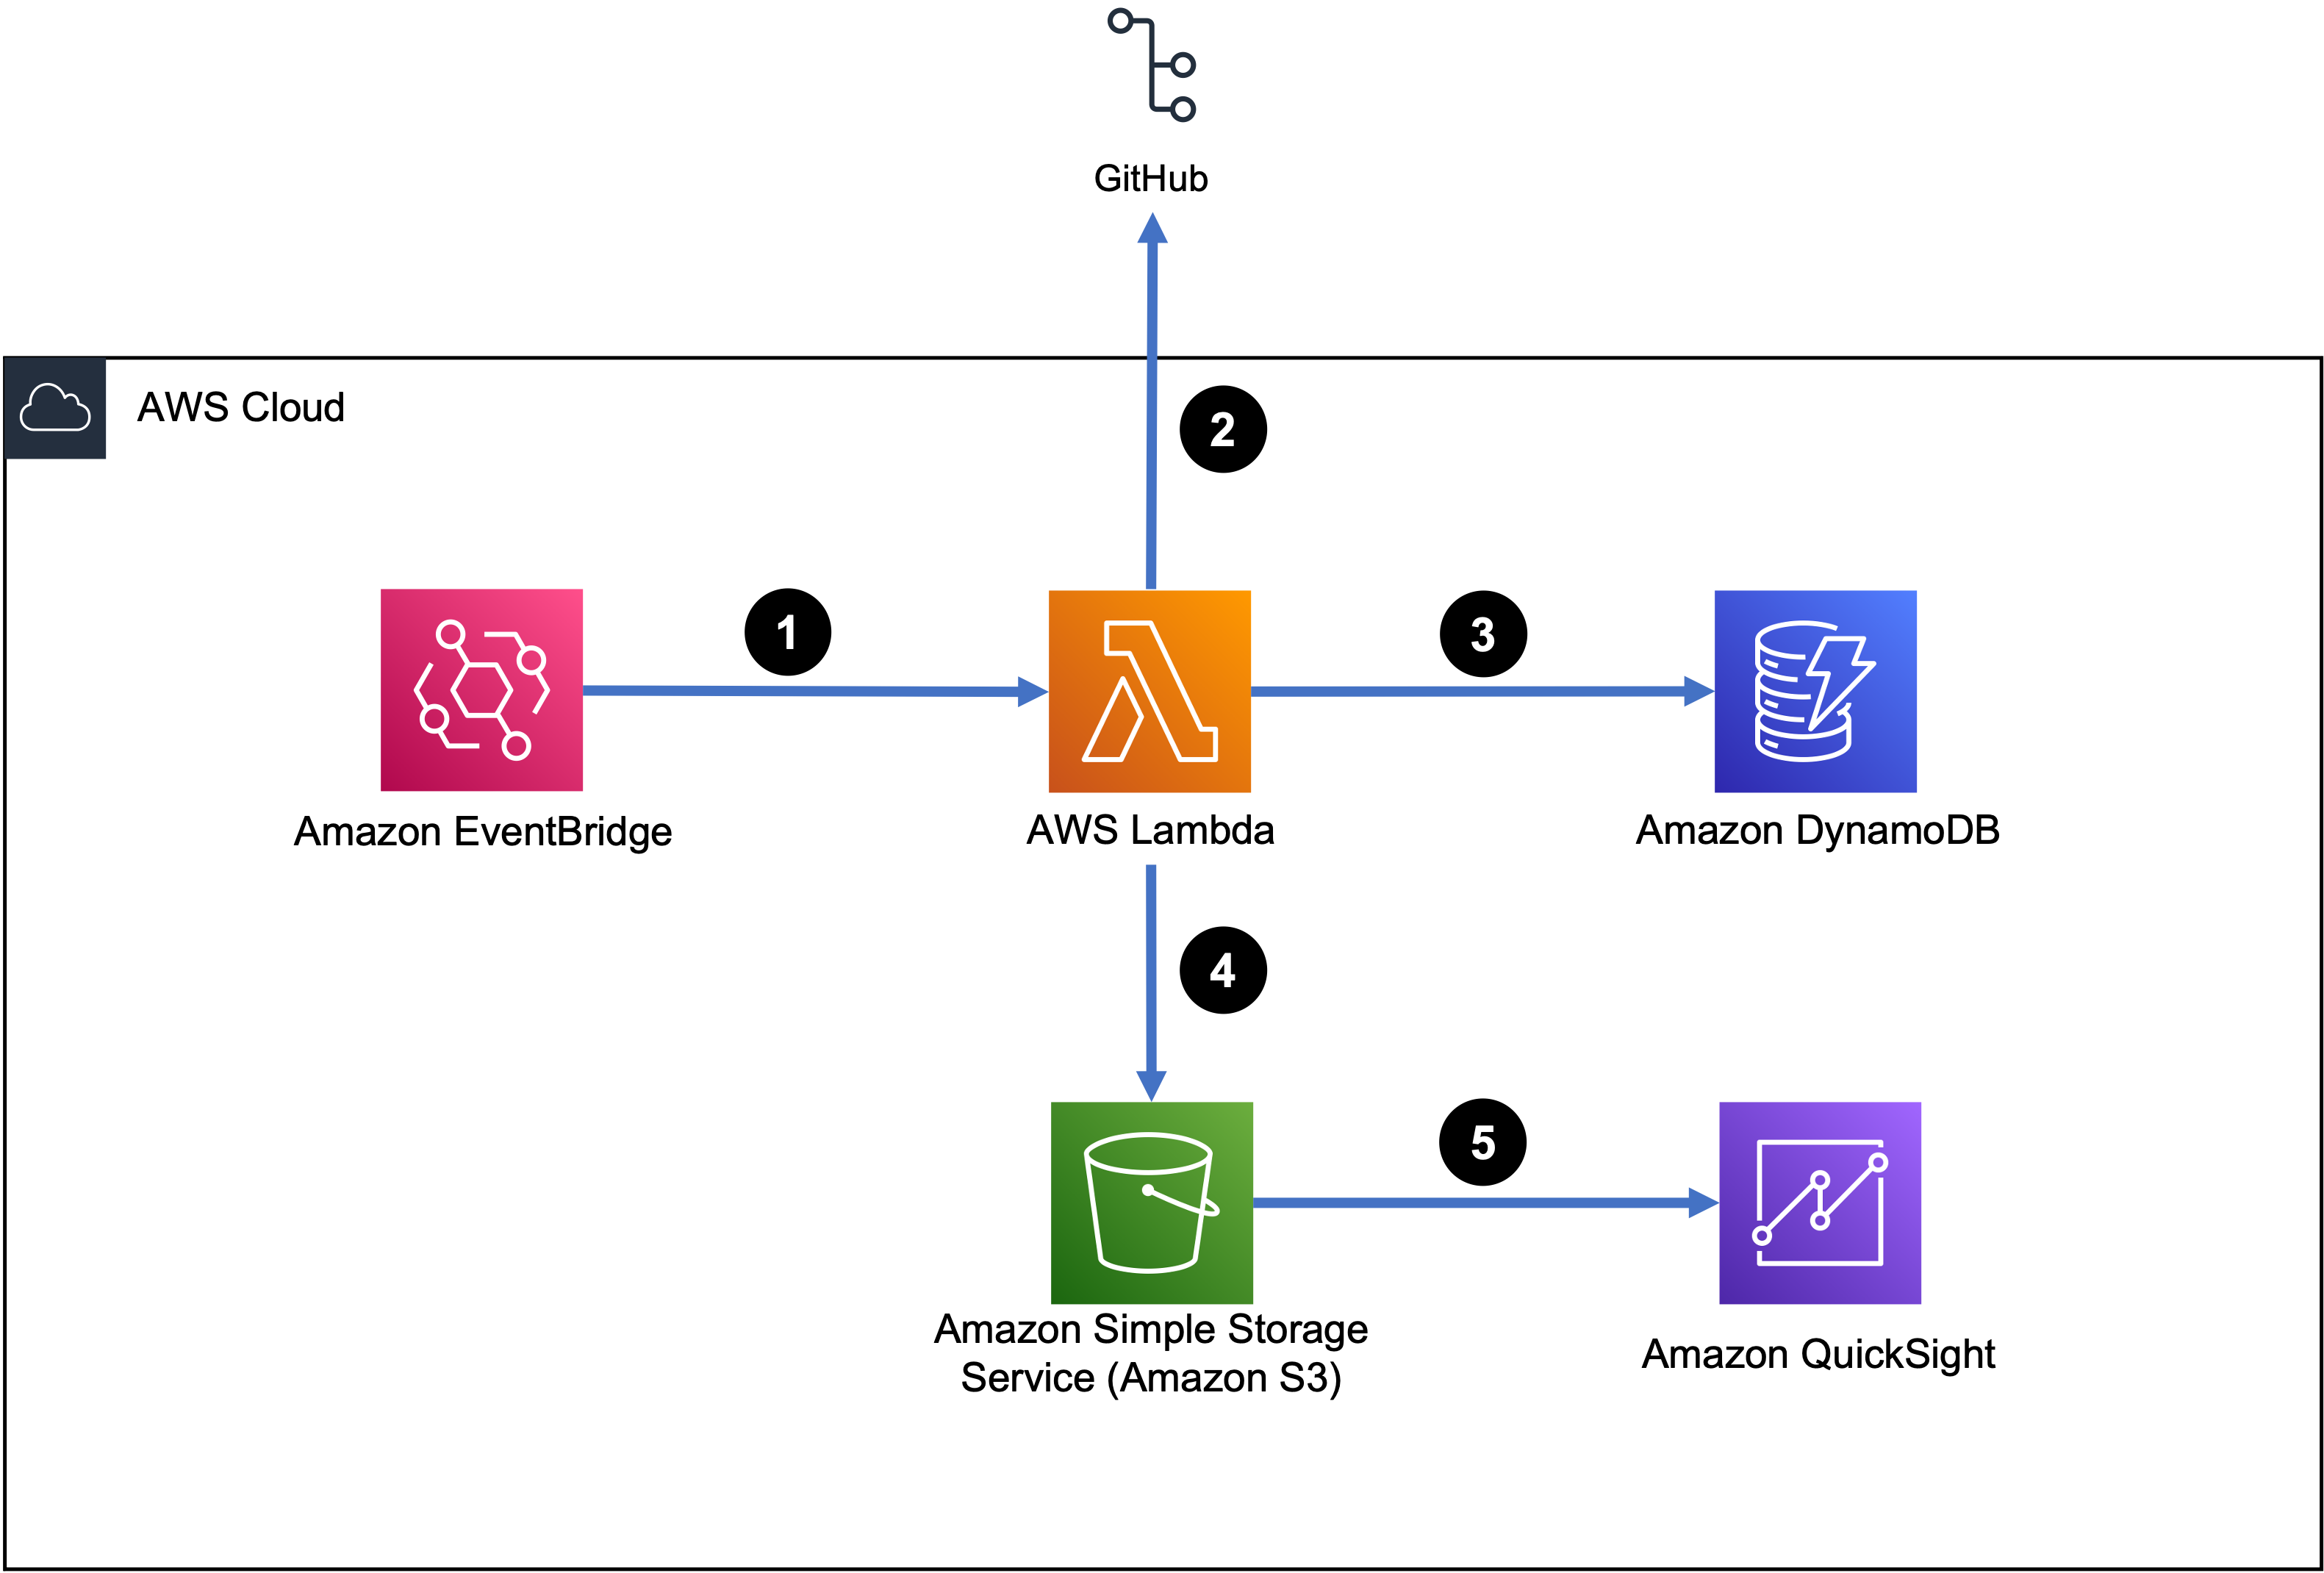 GitHub
AWS Cloud
2
1
3
Amazon EventBridge
AWS Lambda
Amazon DynamoDB
4
5
Amazon Simple Storage
Service (Amazon S3)
Amazon QuickSight